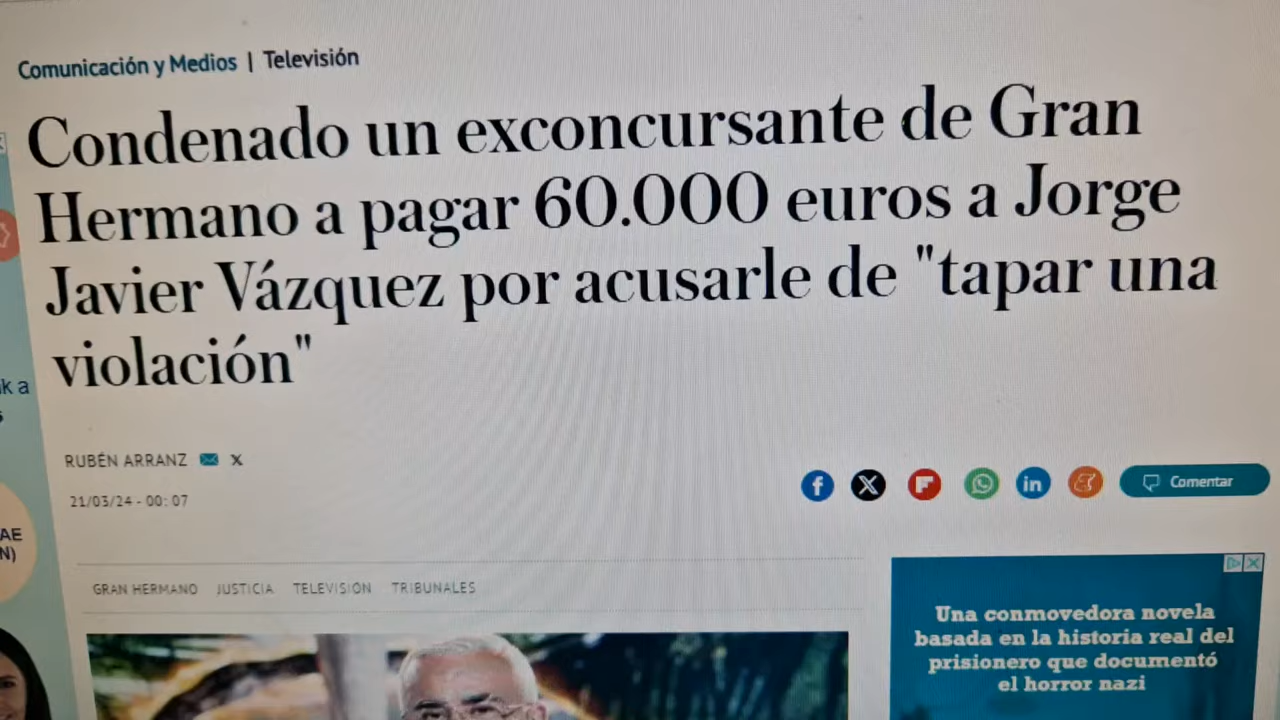 Comunicación y Medios | Televisión
Condenado un exconcursante de Gran
Hermano a pagar 60.000 euros a Jorge
Javier Vázquez por acusarle de "tapar una
violación"
RUBÉN ARRANZ
21/03/24 - 00:07
Comentar
GRAN HERMANO JUSTICIA TELEVISIÓN TRIBUNALES
Una conmovedora novela
basada en la historia real del
prisionero que documentó
el horror nazi